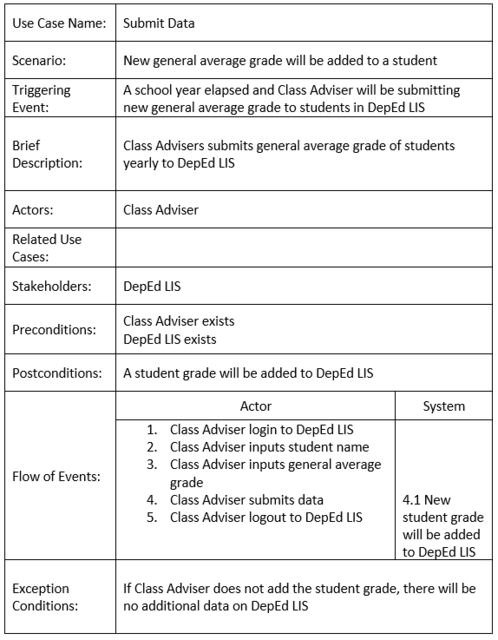 Use Case Name: Submit Data
Scenario: New general average grade will be added to a student
Triggering A school year elapsed and Class Adviser will be submitting
Event: new general average grade to students in DepEd LIS
Brief Class Advisers submits general average grade of students
Description: yearly to DepEd LIS
Actors: Class Adviser
Related Use
Cases:
Stakeholders: DepEd LIS
Preconditions: Class Adviser exists
DepEd LIS exists
Postconditions: A student grade will be added to DepEd LIS
Flow of Events:
Actor System
1. Class Adviser login to DepEd LIS
2. Class Adviser inputs student name
3. Class Adviser inputs general average
grade
4. Class Adviser submits data
5. Class Adviser logout to DepEd LIS
4.1 New
student grade
will be added
to DepEd LIS
Exception If Class Adviser does not add the student grade, there will be
Conditions: no additional data on DepEd LIS